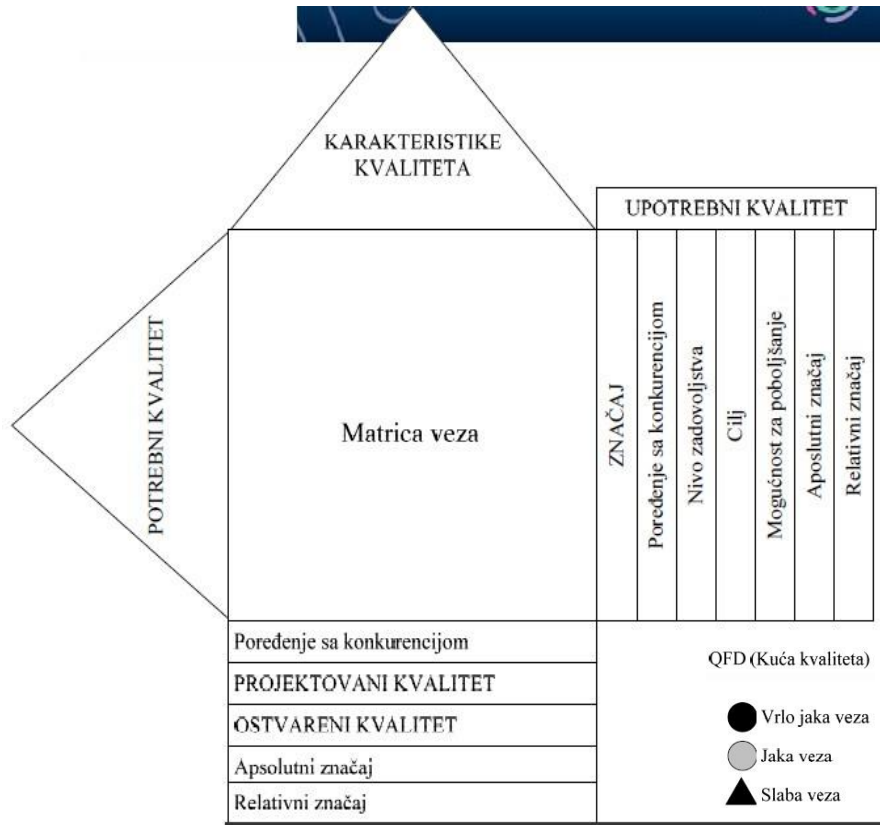 KARAKTERISTIKE
KVALITETA
UPOTREBNI KVALITET
POTREBNI KVALITET
Matrica veza
ZNAČAJ
Poređenje sa konkurencijom
Nivo zadovoljstva
Cilj
Mogućnost za poboljšanje
Aposlutni značaj
Relativni značaj
Poređenje sa konkurencijom
PROJEKTOVANI KVALITET
OSTVARENI KVALITET
Apsolutni značaj
Relativni značaj
QFD (Kuća kvaliteta)
Vrlo jaka veza
Jaka veza
Slaba veza